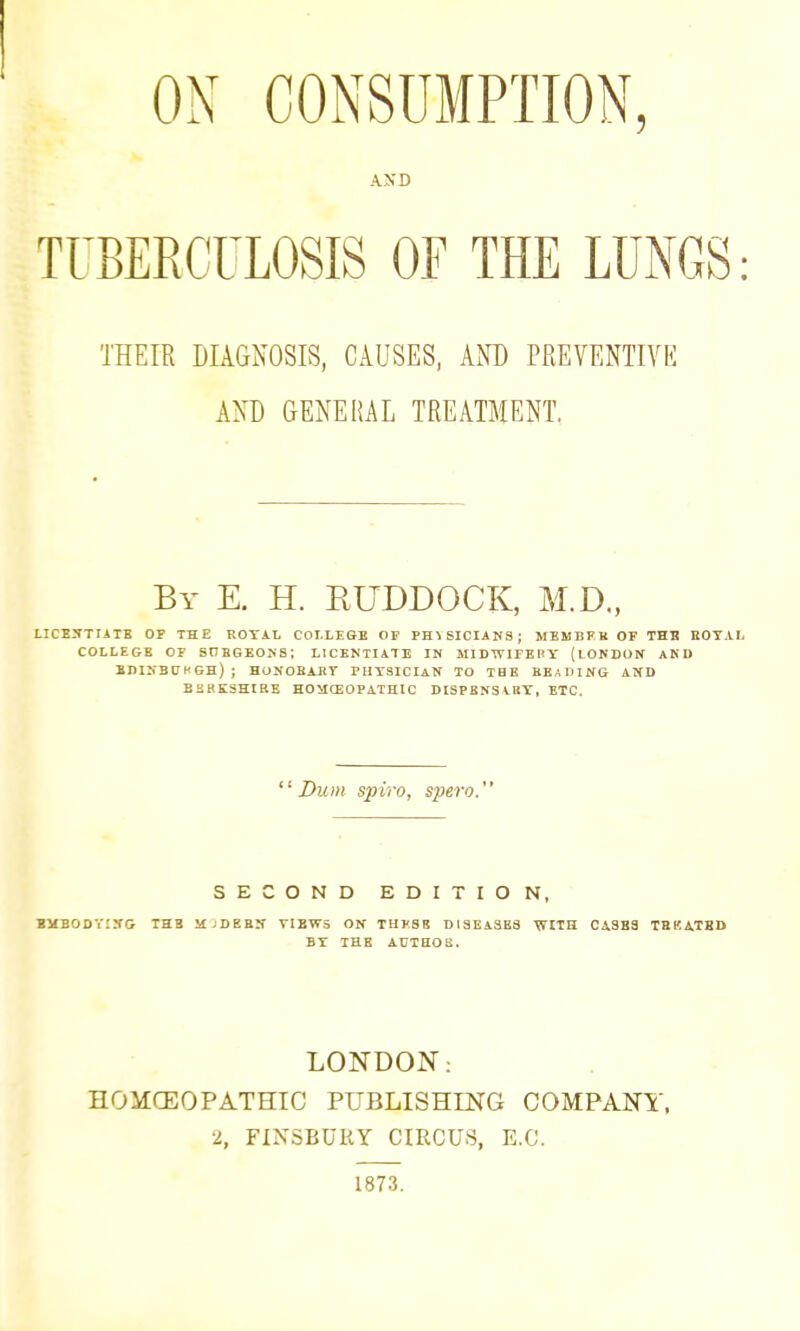 ON CONSUMPTION,
AND
TUBERCULOSIS OF THE LUNGS:
THEIR DIAGNOSIS, CAUSES, AND PREVENTIVE
AND GENERAL TREATMENT.
BY E. H. RUDDOCK, M.D.,
LICENTIATE OF THE ROYAL COLLEGE OF PHYSICIANS; MEMBER OF THE ROYAL
COLLEGE OF SURGEONS; LICENTIATE IN MIDWIFERY (LONDON AND
EDINBURGH); HONORARY PHYSICIAN TO THE READING AND
BERKSHIRE HOMŒOPATHIC DISPENSARY, ETC.
"Dum spiro, spero."
SECOND EDITION,
EMBODYING THE MODERN VIEWS ON THESE DISEASES WITH CASES TREATED
BY THE AUTHOR.
LONDON:
HOMŒOPATHIC PUBLISHING COMPANY,
2, FINSBURY CIRCUS, E.C.
1873.